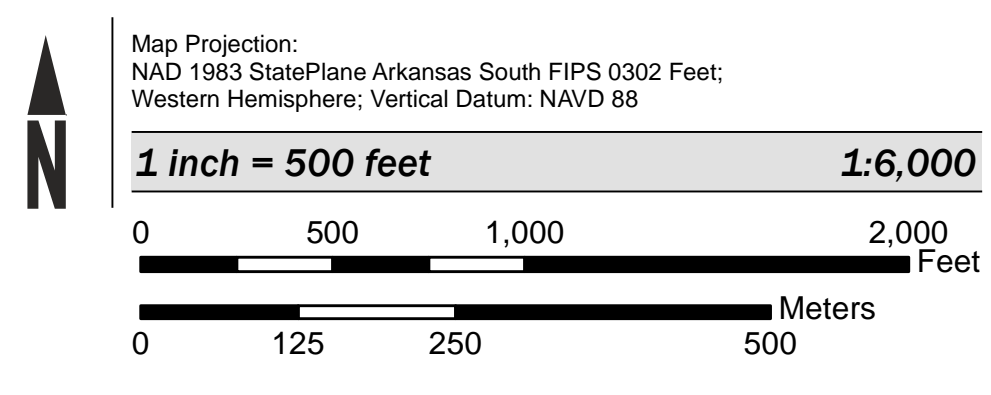 Map Projection:
NAD 1983 StatePlane Arkansas South FIPS 0302 Feet;
Western Hemisphere; Vertical Datum: NAVD 88
N
1 inch = 500 feet 1:6,000
0 500 1,000 2,000
Feet
Meters
0 125 250 500